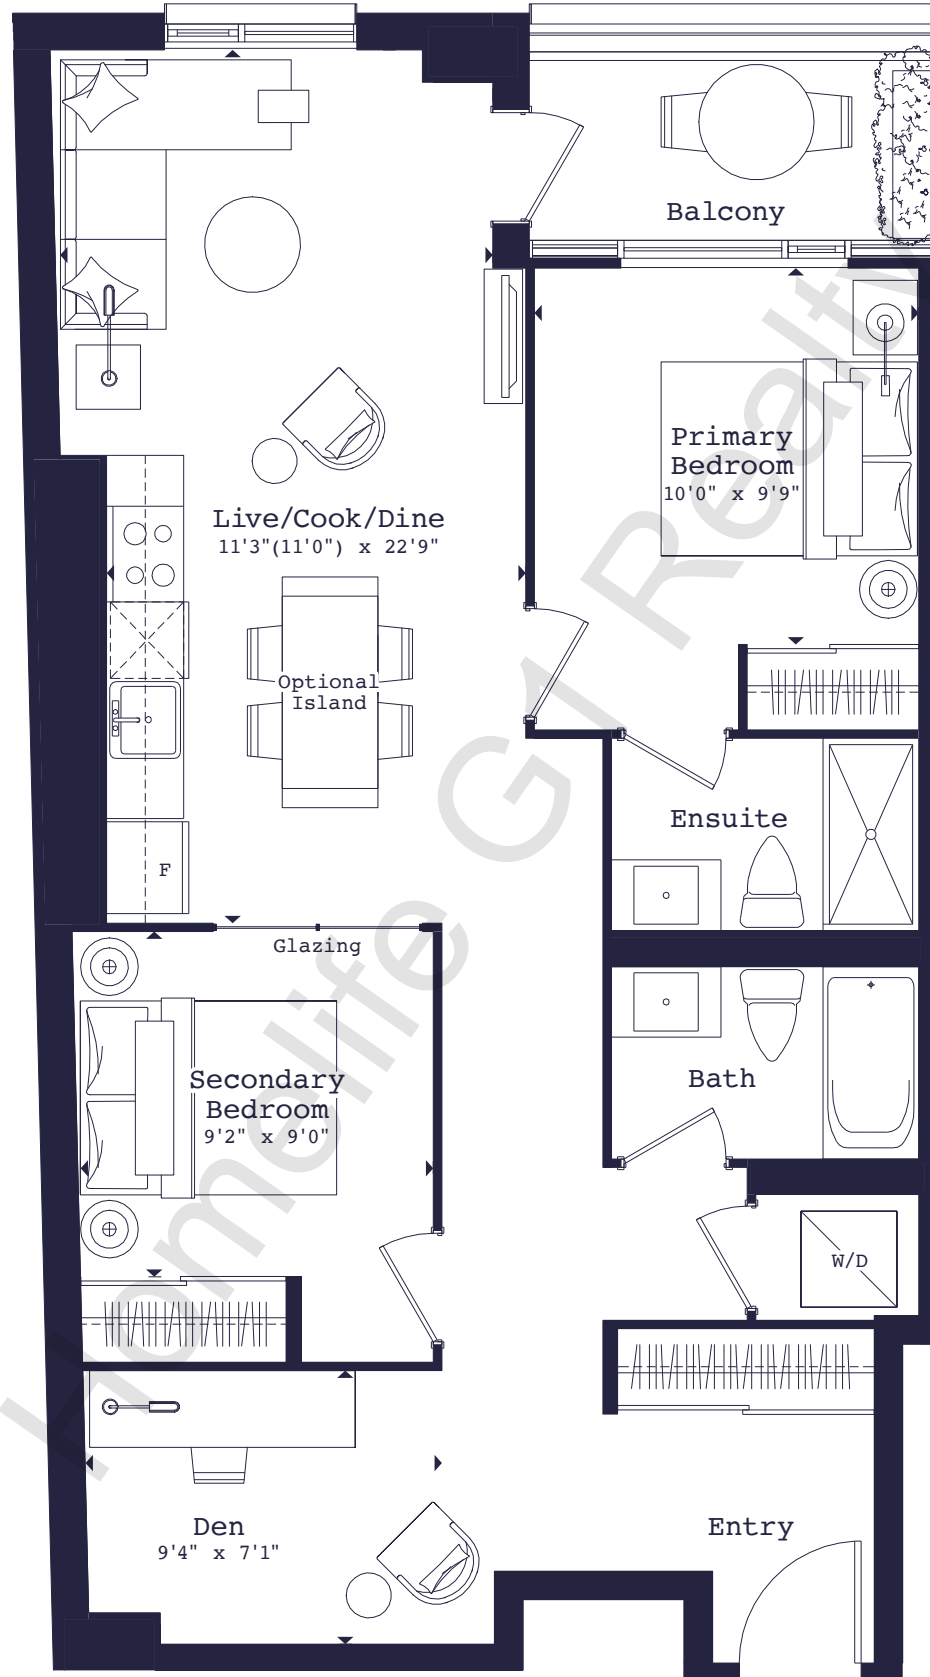 Balcony
Primary
Bedroom
10'0" x 9'9"
Live/Cook/Dine
11'3"(11'0") x 22'9"
Optional
Island
Ensuite
F
Glazing
Secondary
Bedroom
9'2" x 9'0"
Bath
W/D
Den
9'4" x 7'1"
Entry
Homelife G1 Realty